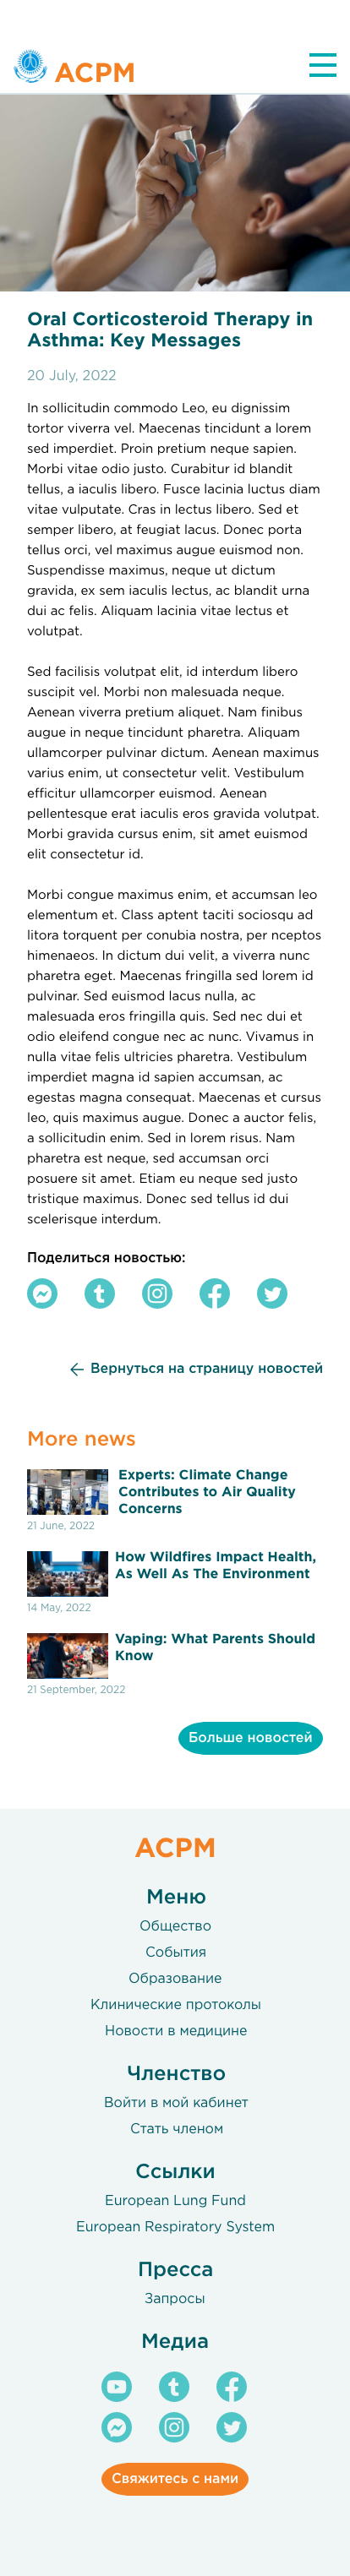 ACPM
Oral Corticosteroid Therapy in
Asthma: Key Messages
20 July, 2022
In sollicitudin commodo Leo, eu dignissim
tortor viverra vel. Maecenas tincidunt a lorem
sed imperdiet. Proin pretium neque sapien.
Morbi vitae odio justo. Curabitur id blandit
tellus, a iaculis libero. Fusce lacinia luctus diam
vitae vulputate. Cras in lectus libero. Sed et
semper libero, at feugiat lacus. Donec porta
tellus orci, vel maximus augue euismod non.
Suspendisse maximus, neque ut dictum
gravida, ex sem iaculis lectus, ac blandit urna
dui ac felis. Aliquam lacinia vitae lectus et
volutpat.
Sed facilisis volutpat elit, id interdum libero
suscipit vel. Morbi non malesuada neque.
Aenean viverra pretium aliquet. Nam finibus
augue in neque tincidunt pharetra. Aliquam
ullamcorper pulvinar dictum. Aenean maximus
varius enim, ut consectetur velit. Vestibulum
efficitur ullamcorper euismod. Aenean
pellentesque erat iaculis eros gravida volutpat.
Morbi gravida cursus enim, sit amet euismod
elit consectetur id.
Morbi congue maximus enim, et accumsan leo
elementum et. Class aptent taciti sociosqu ad
litora torquent per conubia nostra, per nceptos
himenaeos. In dictum dui velit, a viverra nunc
pharetra eget. Maecenas fringilla sed lorem id
pulvinar. Sed euismod lacus nulla, ac
malesuada eros fringilla quis. Sed nec dui et
odio eleifend congue nec ac nunc. Vivamus in
nulla vitae felis ultricies pharetra. Vestibulum
imperdiet magna id sapien accumsan, ac
egestas magna consequat. Maecenas et cursus
leo, quis maximus augue. Donec a auctor felis,
a sollicitudin enim. Sed in lorem risus. Nam
pharetra est neque, sed accumsan orci
posuere sit amet. Etiam eu neque sed justo
tristique maximus. Donec sed tellus id dui
scelerisque interdum.
Поделиться новостью:
Вернуться на страницу новостей
More news
Experts: Climate Change
Contributes to Air Quality
Concerns
21 June, 2022
How Wildfires Impact Health,
As Well As The Environment
14 May, 2022
Vaping: What Parents Should
Know
21 September, 2022
Больше новостей
ACPM
Меню
Общество
События
Образование
Клинические протоколы
Новости в медицине
Членство
Войти в мой кабинет
Стать членом
Ссылки
European Lung Fund
European Respiratory System
Пресса
Запросы
Медиа
Свяжитесь с нами